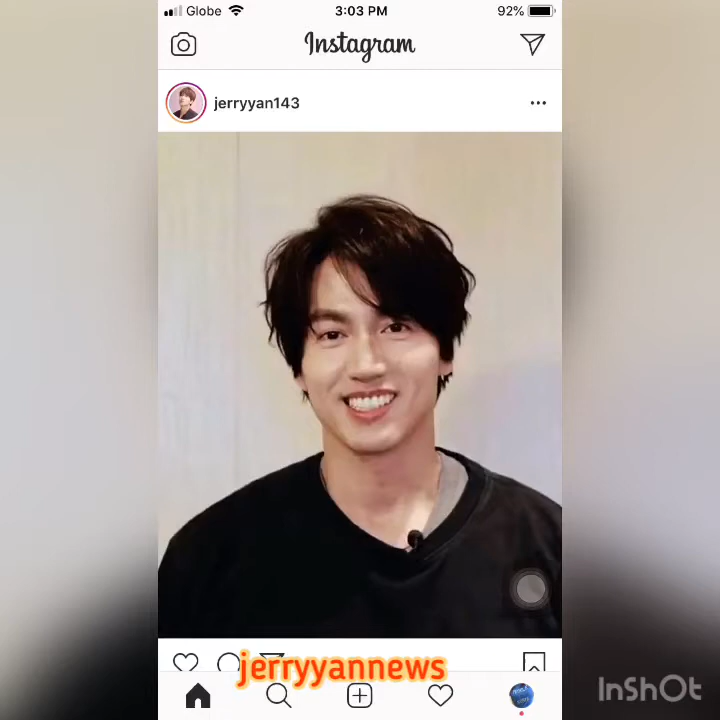 Globe 3:03 PM 92%
Instagram
jerryyan143
jerryyannews
InShOt